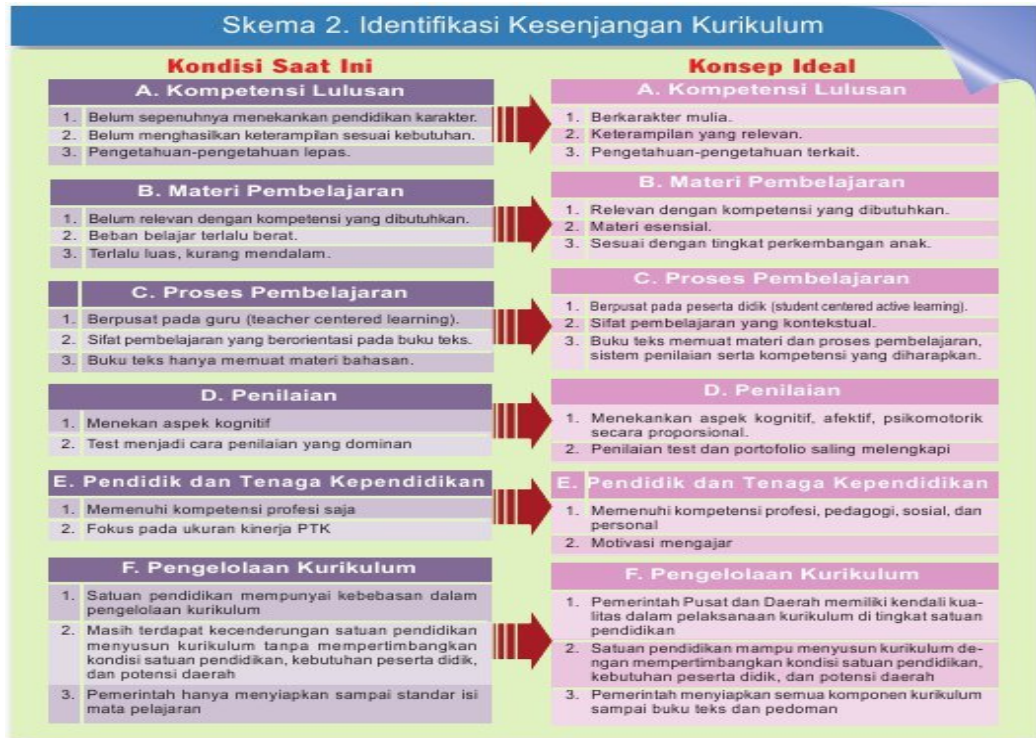 Skema 2. Identifikasi Kesenjangan Kurikulum
Kondisi Saat Ini
A. Kompetensi Lulusan
1. Belum sepenuhnya menekankan pendidikan karakter.
2. Belum menghasilkan keterampilan sesuai kebutuhan.
3. Pengetahuan-pengetahuan lepas.
B. Materi Pembelajaran
1. Belum relevan dengan kompetensi yang dibutuhkan.
2. Beban belajar terlalu berat.
3. Terlalu luas, kurang mendalam.
C. Proses Pembelajaran
1. Berpusat pada guru (teacher centered learning).
2. Sifat pembelajaran yang berorientasi pada buku teks.
3. Buku teks hanya memuat materi bahasan.
D. Penilaian
1. Menekan aspek kognitif
2. Test menjadi cara penilaian yang dominan
E. Pendidik dan Tenaga Kependidikan
1. Memenuhi kompetensi profesi saja
2. Fokus pada ukuran kinerja PTK
F. Pengelolaan Kurikulum
1. Satuan pendidikan mempunyai kebebasan dalam
pengelolaan kurikulum
2. Masih terdapat kecenderungan satuan pendidikan
menyusun kurikulum tanpa mempertimbangkan
kondisi satuan pendidikan, kebutuhan peserta didik,
dan potensi daerah
3. Pemerintah hanya menyiapkan sampai standar isi
mata pelajaran
Konsep Ideal
A. Kompetensi Lulusan
1. Berkarakter mulia.
2. Keterampilan yang relevan.
3. Pengetahuan-pengetahuan terkait.
B. Materi Pembelajaran
1. Relevan dengan kompetensi yang dibutuhkan.
2. Materi esensial.
3. Sesuai dengan tingkat perkembangan anak.
C. Proses Pembelajaran
1. Berpusat pada peserta didik (student centered active learning).
2. Sifat pembelajaran yang kontekstual.
3. Buku teks memuat materi dan proses pembelajaran,
sistem penilaian serta kompetensi yang diharapkan.
D. Penilaian
1. Menekankan aspek kognitif, afektif, psikomotorik
secara proporsional.
2. Penilaian test dan portofolio saling melengkapi
E. Pendidik dan Tenaga Kependidikan
1. Memenuhi kompetensi profesi, pedagogi, sosial, dan
personal
2. Motivasi mengajar
F. Pengelolaan Kurikulum
1. Pemerintah Pusat dan Daerah memiliki kendali kua-
litas dalam pelaksanaan kurikulum di tingkat satuan
pendidikan
2. Satuan pendidikan mampu menyusun kurikulum de-
ngan mempertimbangkan kondisi satuan pendidikan,
kebutuhan peserta didik, dan potensi daerah
3. Pemerintah menyiapkan semua komponen kurikulum
sampai buku teks dan pedoman